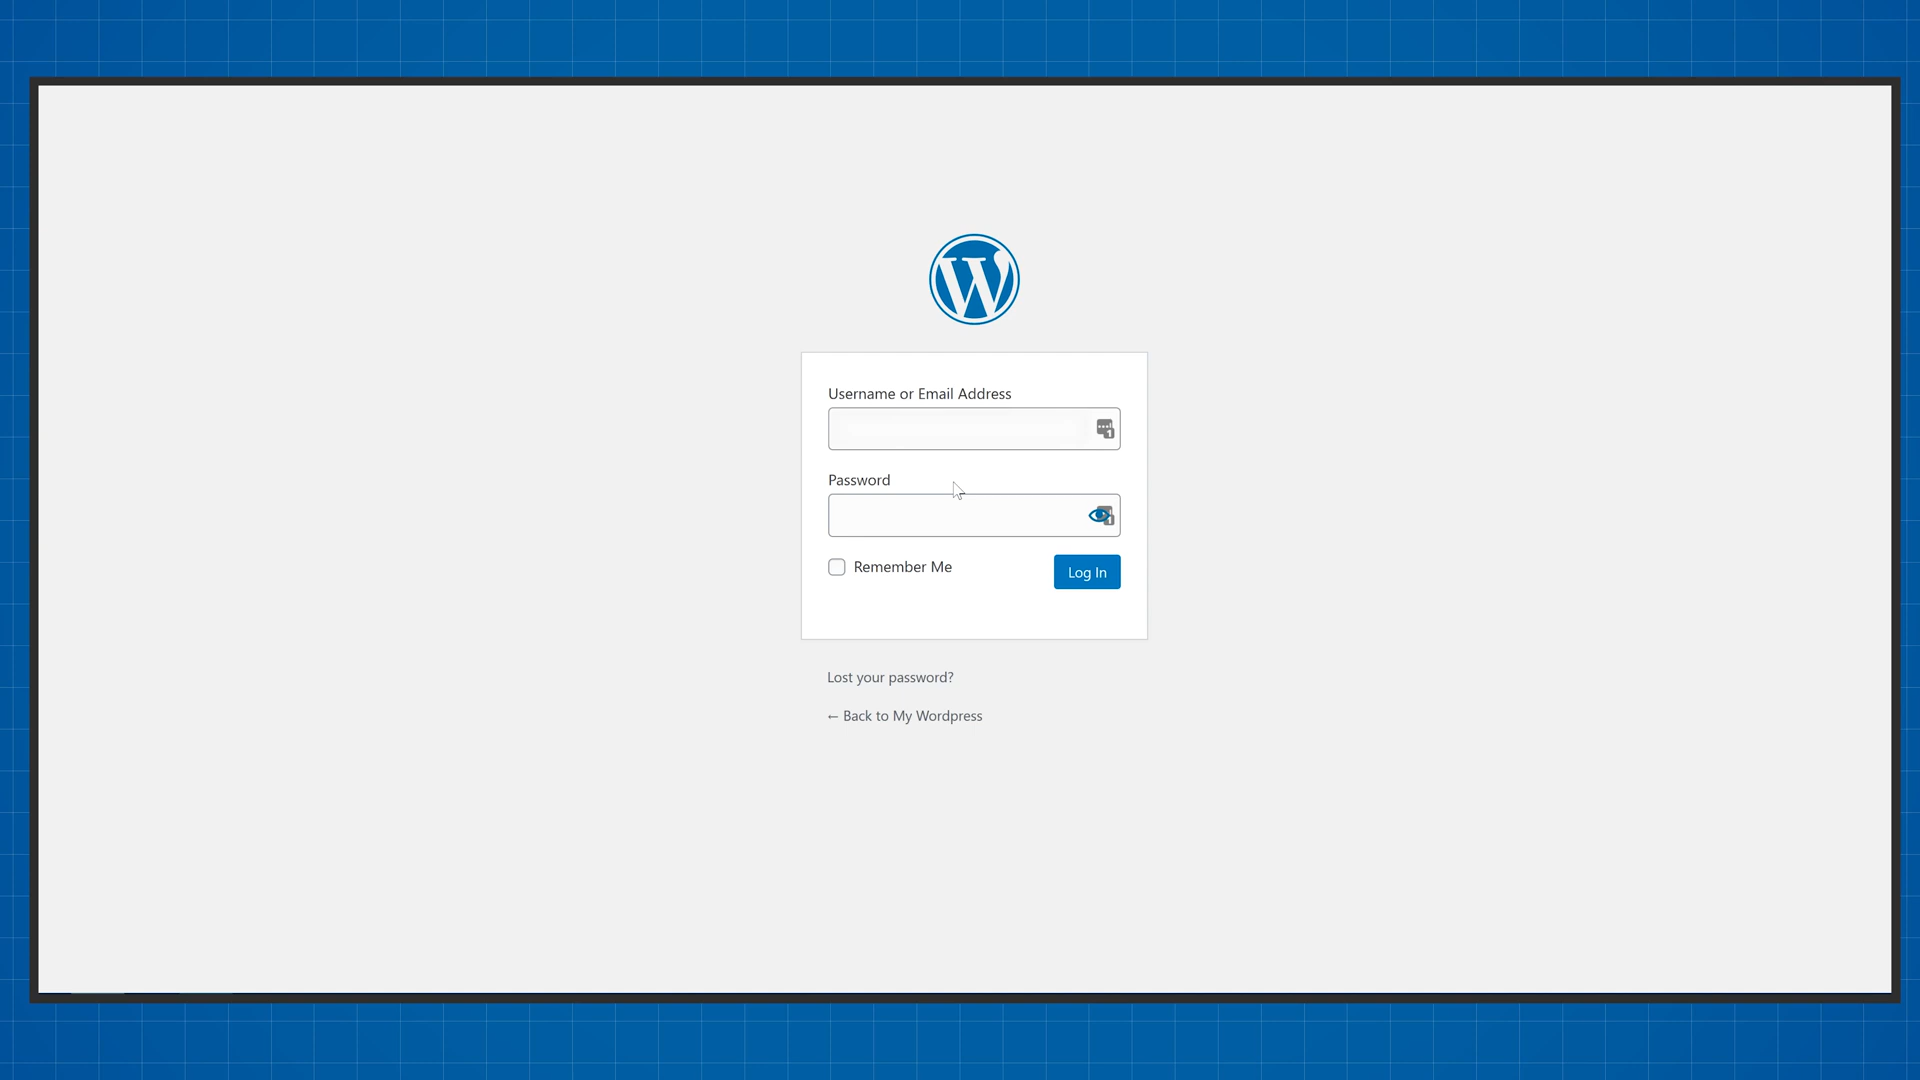 Username or Email Address
Password
Remember Me
Log In
Lost your password?
← Back to My Wordpress